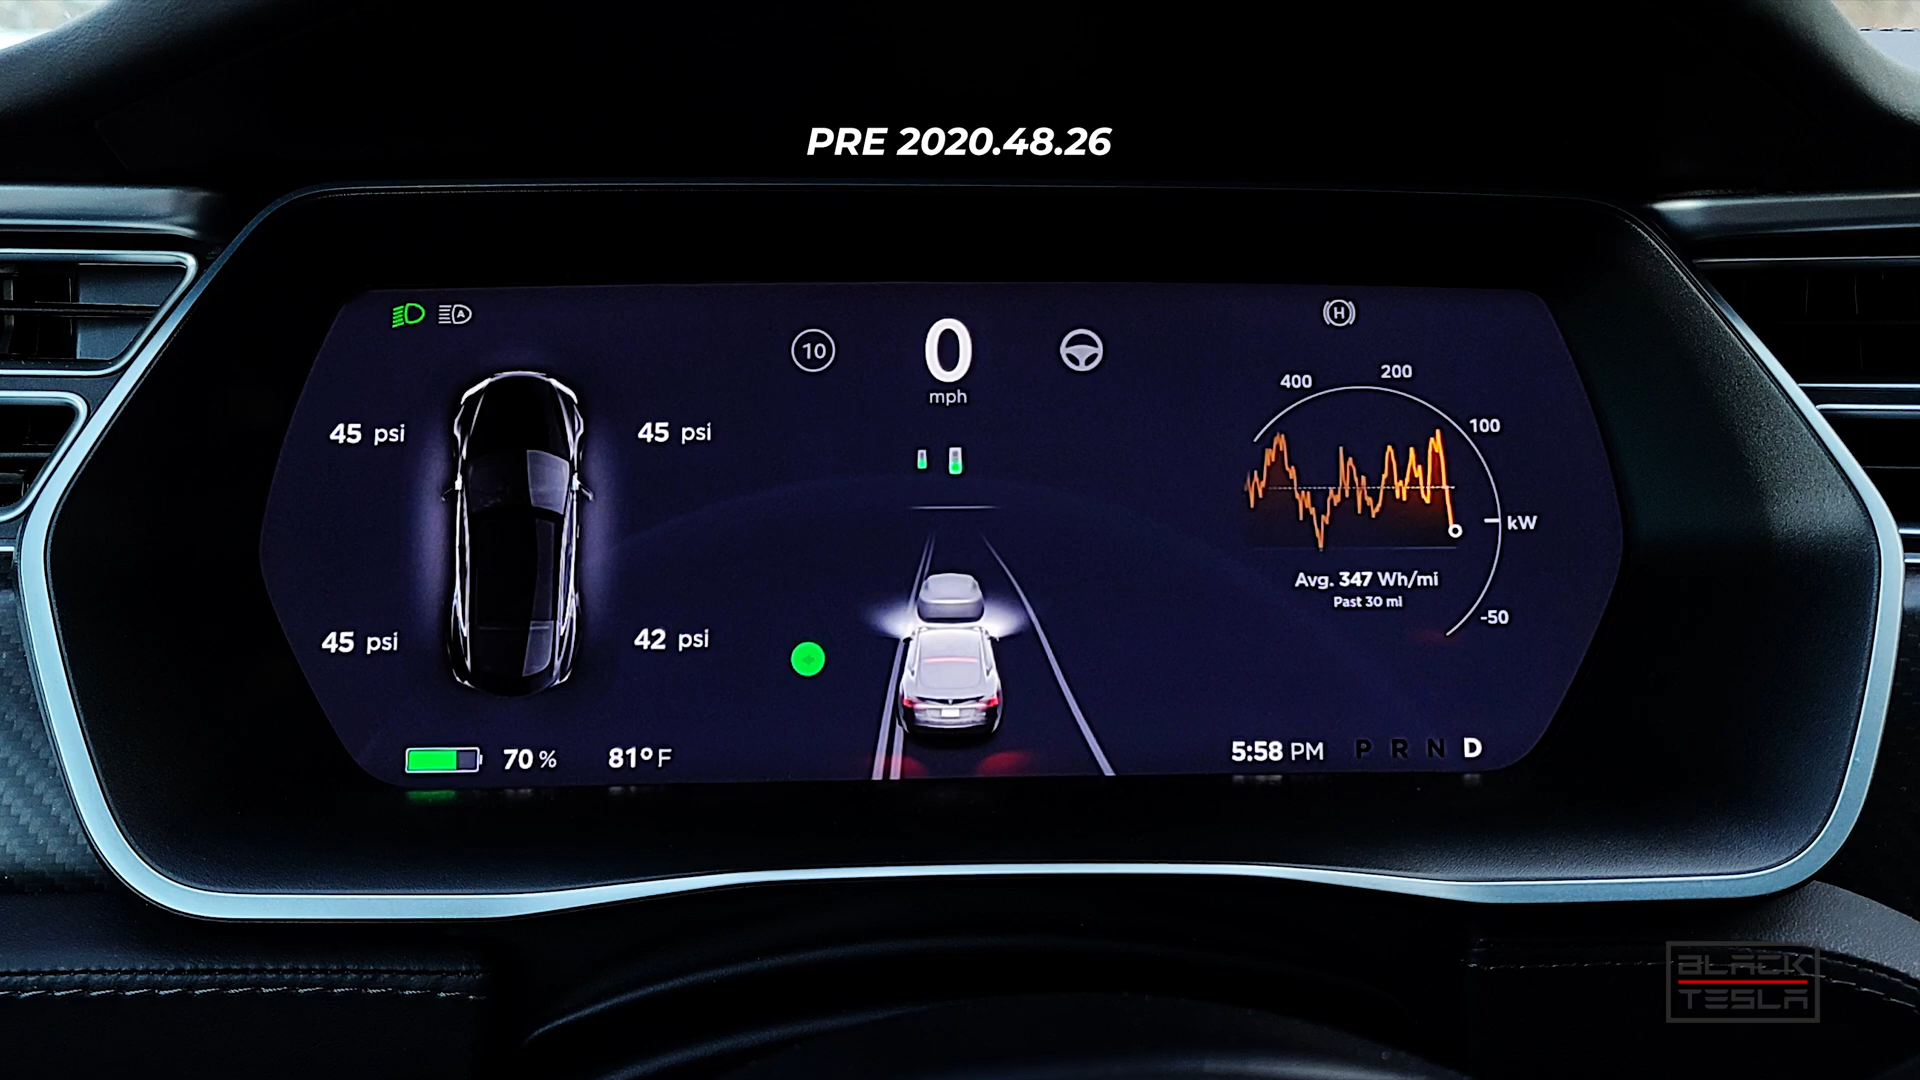 PRE 2020.48.26
A
H
10
0
mph
400
200
100
kW
-50
45 psi
45 psi
45 psi
42 psi
Avg. 347 Wh/mi
Past 30 mi
70 %
81° F
5:58 PM
P R N D
BLACK
TESLA